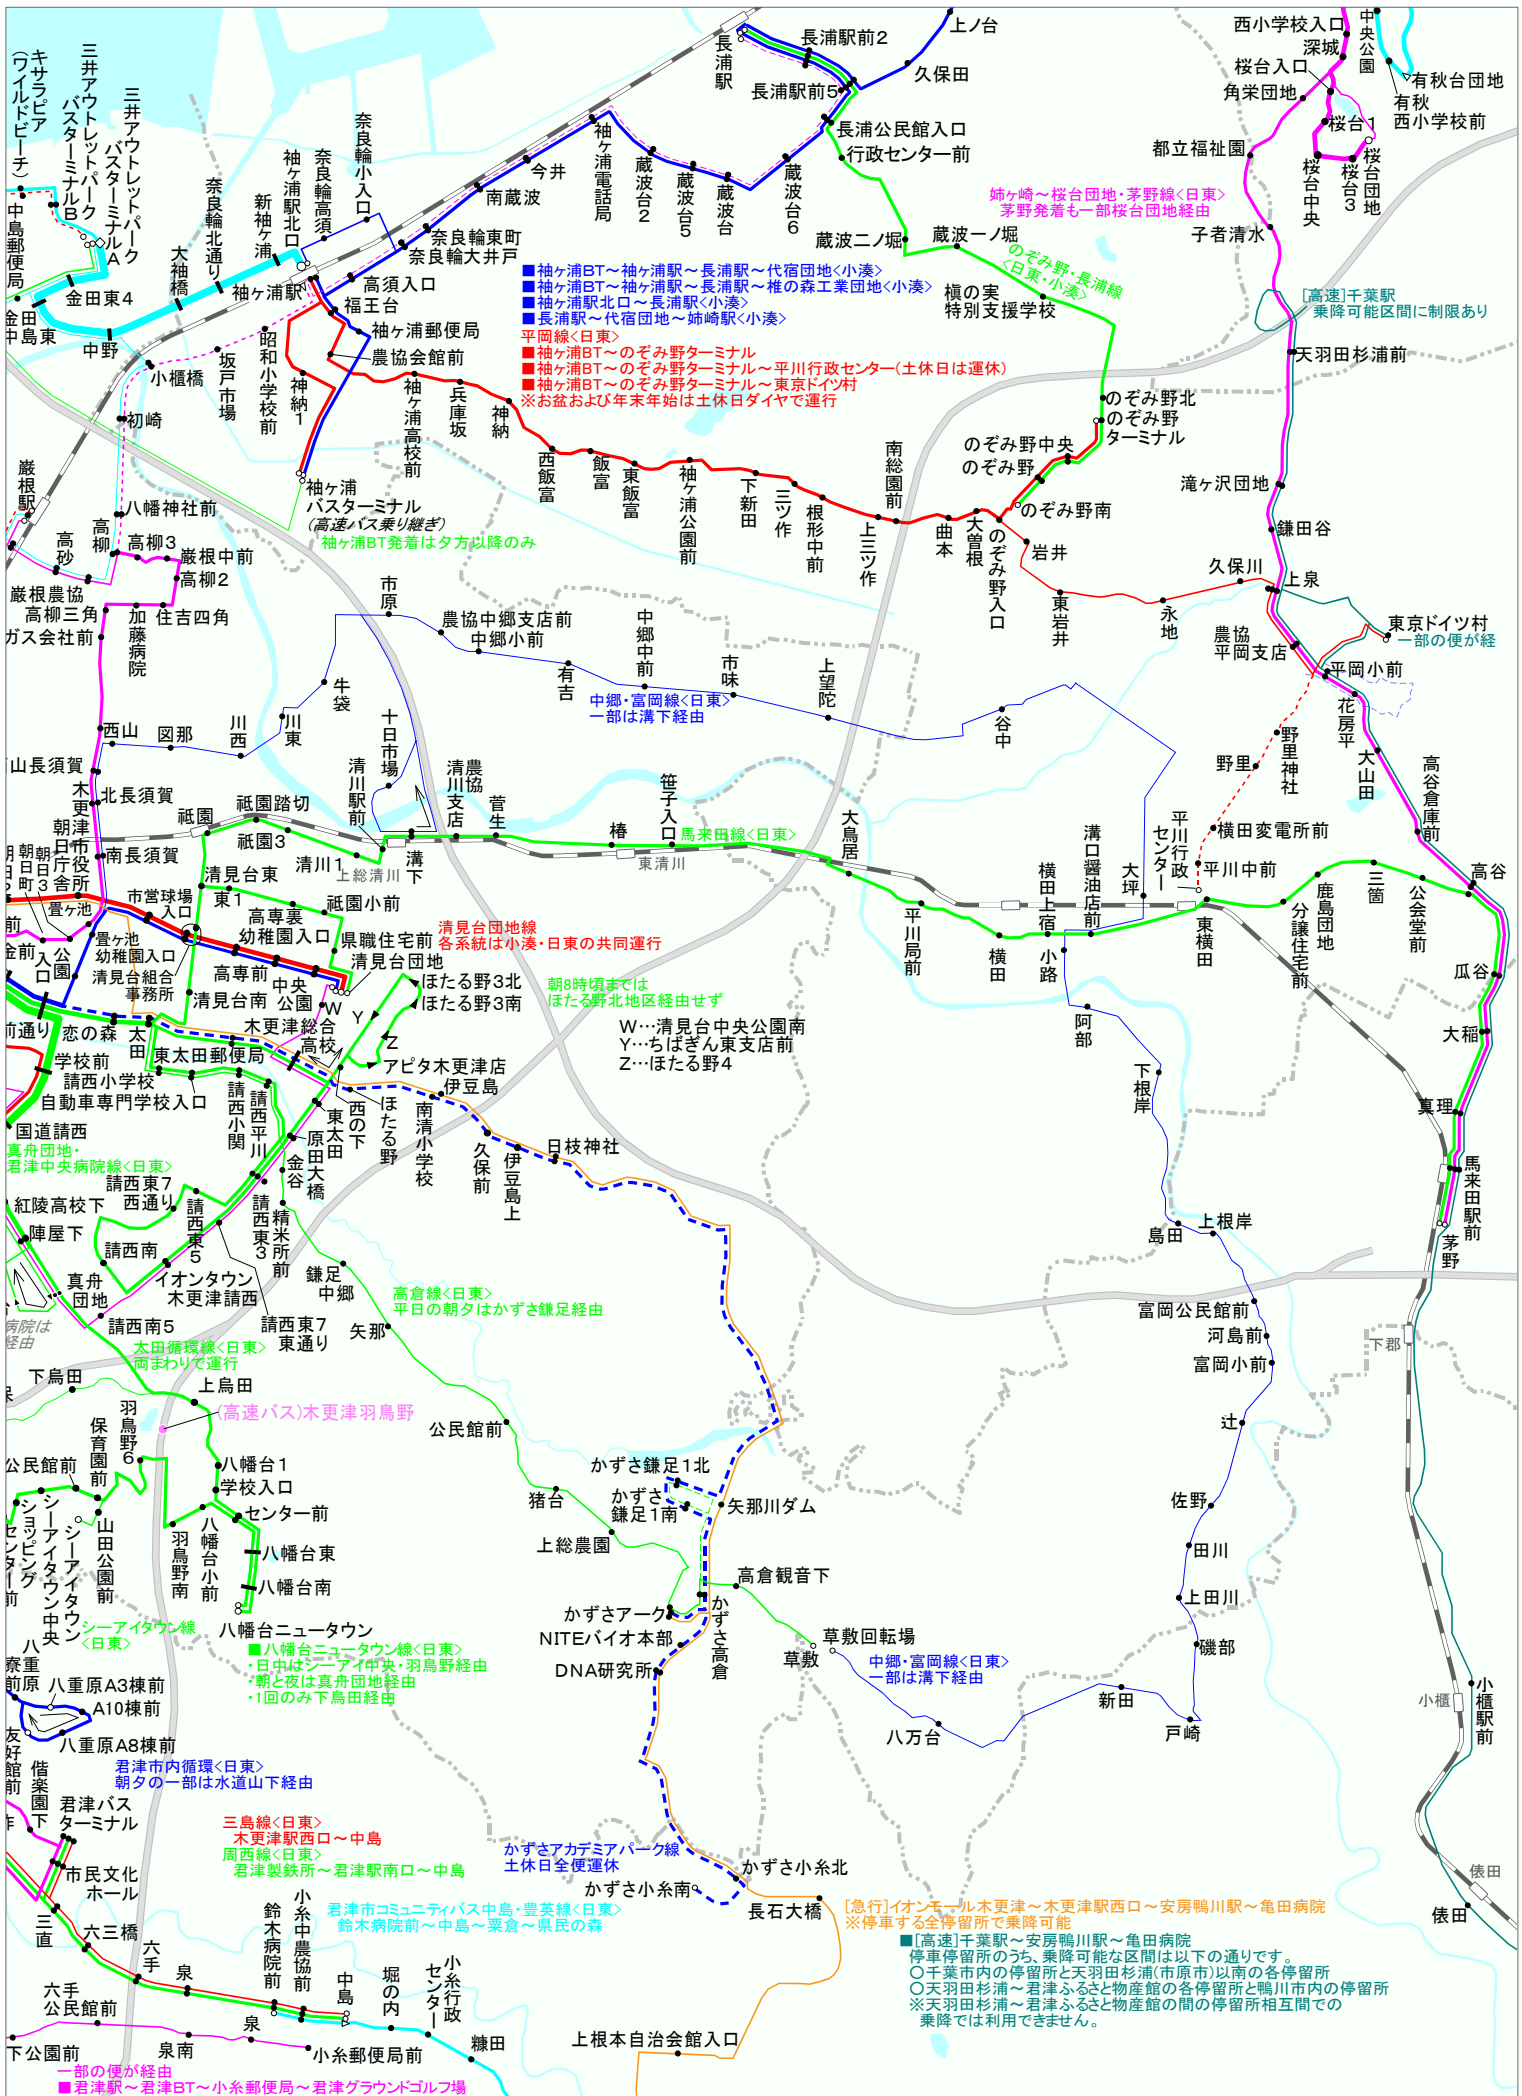 キサラピア
(ワイルドビーチ)
三井アウトレットパーク
バスターミナルB
三井アウトレットパーク
バスターミナルA
中島郵便局
金田東4
金田
中島東
中野
大袖橋
奈良輪北通り
新袖ヶ浦
袖ヶ浦駅北口
奈良輪高須
奈良輪小入口
袖ヶ浦駅
小櫃橋
初崎
坂戸市場
昭和小学校前
高須入口
福王台
袖ヶ浦郵便局
農協会館前
神納1
奈良輪東町
奈良輪大井戸
南蔵波
今井
袖ヶ浦電話局
蔵波台2
蔵波台5
蔵波台
蔵波台6
長浦駅
長浦駅前2
長浦駅前5
上ノ台
久保田
長浦公民館入口
行政センター前
蔵波二ノ堀
蔵波一ノ堀
のぞみ野・長浦線
<日東・小湊>
槇の実
特別支援学校
のぞみ野北
のぞみ野
ターミナル
のぞみ野中央
のぞみ野
のぞみ野南
西小学校入口
深城
桜台入口
角栄団地
桜台1
桜台中央
桜台3
桜台団地
中央公園
有秋台団地
有秋
西小学校前
都立福祉園
姉ヶ崎～桜台団地・茅野線<日東>
茅野発着も一部桜台団地経由
子者清水
[高速]千葉駅
乗降可能区間に制限あり
天羽田杉浦前
滝ヶ沢団地
鎌田谷
■袖ヶ浦BT～袖ヶ浦駅～長浦駅～代宿団地<小湊>
■袖ヶ浦BT～袖ヶ浦駅～長浦駅～椎の森工業団地<小湊>
■袖ヶ浦駅北口～長浦駅<小湊>
■長浦駅～代宿団地～姉崎駅<小湊>
平岡線<日東>
■袖ヶ浦BT～のぞみ野ターミナル
■袖ヶ浦BT～のぞみ野ターミナル～平川行政センター(土休日は運休)
■袖ヶ浦BT～のぞみ野ターミナル～東京ドイツ村
※お盆および年末年始は土休日ダイヤで運行
袖ヶ浦高校前
兵庫坂
神納
西飯富
飯富
東飯富
袖ヶ浦公園前
下新田
三ツ作
根形中前
上三ツ作
南総園前
曲本
大曽根
のぞみ野入口
岩井
東岩井
永地
久保川
上泉
袖ヶ浦
バスターミナル
(高速バス乗り継ぎ)
袖ヶ浦BT発着は夕方以降のみ
巌根駅
高砂
高柳
八幡神社前
高柳3
巌根中前
高柳2
巌根農協
高柳三角
ガス会社前
加藤病院
住吉四角
東京ドイツ村
一部の便が経
農協
平岡支店
平岡小前
花房平
野里神社
野里
大山田
高谷倉庫前
市原
農協中郷支店前
中郷小前
有吉
中郷中前
市味
上望陀
谷中
牛袋
川東
川西
図那
西山
中郷・富岡線<日東>
一部は溝下経由
山長須賀
北長須賀
南長須賀
木更津市役所
朝日庁舎
朝日町
朝日3
祗園
祗園踏切
祗園3
清川1
清川駅前
十日市場
上総清川
溝下
清川支店
農協
菅生
椿
笹子入口
馬来田線<日東>
東清川
大鳥居
平川局前
横田
横田上宿
小路
溝口醤油店前
大坪
平川行政
センター
横田変電所前
平川中前
東横田
分譲住宅前
鹿島団地
三箇
公会堂前
高谷
瓜谷
大稲
真理
馬来田駅前
茅野
清見台東
東1
市営球場
入口
高専裏
幼稚園入口
祗園小前
県職住宅前
清見台団地
清見台団地線
各系統は小湊・日東の共同運行
畳ヶ池
公園
畳ヶ池
幼稚園入口
清見台組合
事務所
高専前
中央
公園
清見台南
ほたる野3北
ほたる野3南
朝8時頃までは
ほたる野北地区経由せず
W
Y
Z
W…清見台中央公園南
Y…ちばぎん東支店前
Z…ほたる野4
前通り
恋の森
太田
東太田郵便局
木更津総合
高校
アピタ木更津店
伊豆島
学校前
請西小学校
自動車専門学校入口
請西小関
請西平川
東太田
原田大橋
西の下
ほたる野
南清小学校
久保前
伊豆島上
日枝神社
国道請西
真舟団地・
君津中央病院線<日東>
金谷
請西東7
西通り
請西東5
請西東3
精米所前
紅陵高校下
陣屋下
請西南
イオンタウン
木更津請西
請西東7
東通り
真舟
団地
請西南5
鎌足
中郷
矢那
高倉線<日東>
平日の朝夕はかずさ鎌足経由
太田循環線<日東>
両まわりで運行
病院は
経由
阿部
下根岸
島田
上根岸
富岡公民館前
河島前
富岡小前
辻
佐野
田川
上田川
磯部
戸崎
新田
八万台
下郡
下烏田
上烏田
(高速バス)木更津羽鳥野
羽鳥野6
保育園前
公民館前
八幡台1
学校入口
センター前
八幡台東
八幡台南
八幡台ニュータウン
八幡台小前
羽鳥野南
山田公園前
シーアイタウン
シーアイタウン中央
ショッピング
センター前
シーアイタウン線
<日東>
■八幡台ニュータウン線<日東>
・日中はシーアイ中央・羽鳥野経由
・朝と夜は真舟団地経由
・1回のみ下烏田経由
公民館前
猪台
上総農園
かずさ鎌足1北
かずさ
鎌足1南
矢那川ダム
高倉観音下
かずさアーク
かずさ高倉
NITEバイオ本部
DNA研究所
草敷
草敷回転場
中郷・富岡線<日東>
一部は溝下経由
八重原
八重原A3棟前
A10棟前
八重原A8棟前
君津市内循環<日東>
朝夕の一部は水道山下経由
友好館前
偕楽園下
君津バス
ターミナル
市民文化
ホール
三島線<日東>
木更津駅西口～中島
周西線<日東>
君津製鉄所～君津駅南口～中島
かずさアカデミアパーク線
土休日全便運休
かずさ小糸北
かずさ小糸南
長石大橋
小櫃
小櫃駅前
俵田
俵田
君津市コミュニティバス中島・豊英線<日東>
鈴木病院前～中島～粟倉～県民の森
[急行]イオンモール木更津～木更津駅西口～安房鴨川駅～亀田病院
※停車する全停留所で乗降可能
■[高速]千葉駅～安房鴨川駅～亀田病院
停車停留所のうち、乗降可能な区間は以下の通りです。
○千葉市内の停留所と天羽田杉浦(市原市)以南の各停留所
○天羽田杉浦～君津ふるさと物産館の各停留所と鴨川市内の停留所
※天羽田杉浦～君津ふるさと物産館の間の停留所相互間での
乗降では利用できません。
三直
六三橋
六手
泉
鈴木病院前
小糸中農協前
中島
堀の内
小糸行政
センター
糠田
六手
公民館前
泉
泉南
小糸郵便局前
下公園前
上根本自治会館入口
一部の便が経由
■君津駅～君津BT～小糸郵便局～君津グラウンドゴルフ場